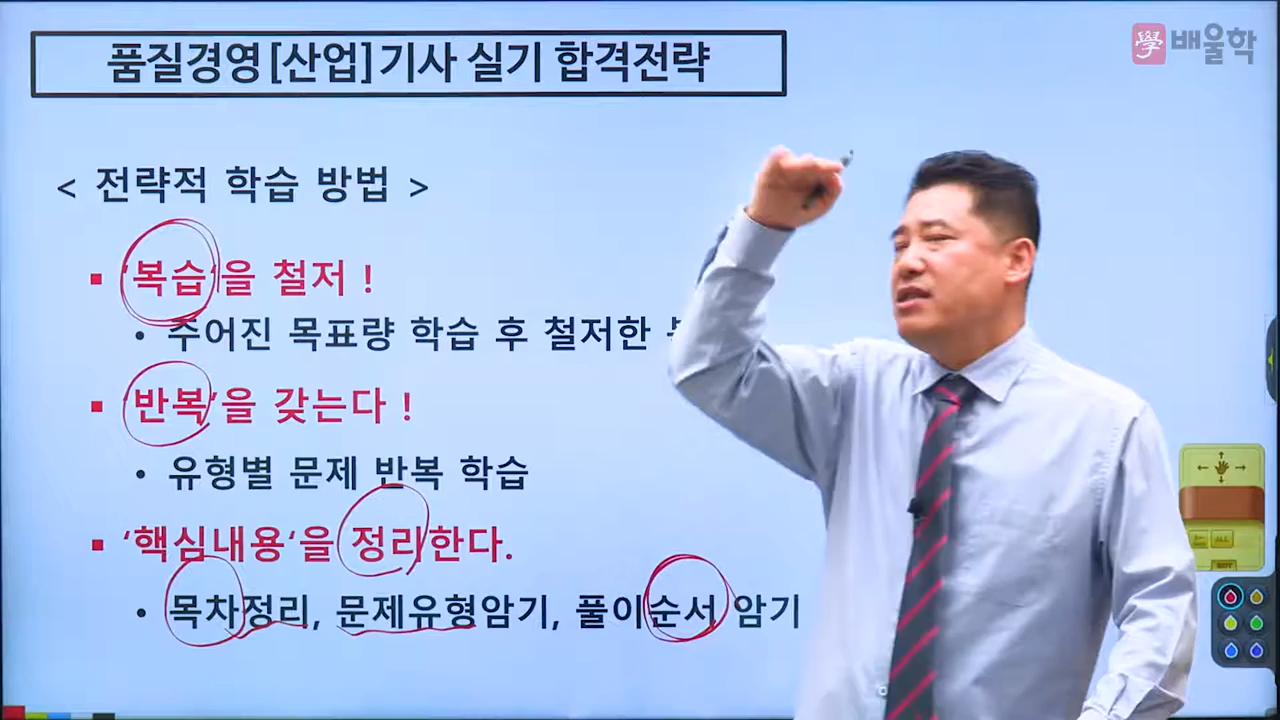 품질경영[산업]기사 실기 합격전략
學 배울학
< 전략적 학습 방법 >
▪ '복습'을 철저 !
• 주어진 목표량 학습 후 철저한
▪ '반복'을 갖는다 !
• 유형별 문제 반복 학습
▪ '핵심내용'을 정리한다.
• 목차정리, 문제유형암기, 풀이순서 암기
ALL
EXIT